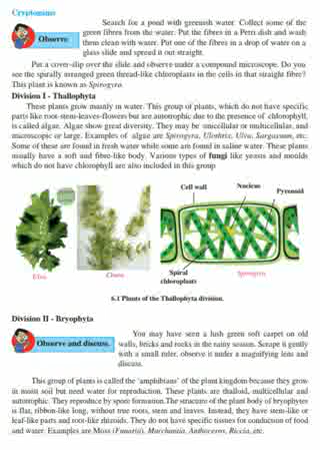 Cryptogams
Search for a pond with greenish water. Collect some of the
Observe.
green fibres from the water. Put the fibres in a Petri dish and wash
them clean with water. Put one of the fibres in a drop of water on a
glass slide and spread it out straight.
Put a cover-slip over the slide and observe under a compound microscope. Do you
see the spirally arranged green thread-like chloroplasts in the cells in that straight fibre?
This plant is known as Spirogyra.
Division I - Thallophyta
These plants grow mainly in water. This group of plants, which do not have specific
parts like root-stem-leaves-flowers but are autotrophic due to the presence of chlorophyll,
is called algae. Algae show great diversity. They may be unicellular or multicellular, and
microscopic or large. Examples of algae are Spirogyra, Ulothrix, Ulva, Sargassum, etc.
Some of these are found in fresh water while some are found in saline water. These plants
usually have a soft and fibre-like body. Various types of fungi like yeasts and moulds
which do not have chlorophyll are also included in this group
Cell wall
Nucleus
Pyrenoid
Ulva
Chara
Spiral
chloroplasts
Spirogyra
6.1 Plants of the Thallophyta division.
Division II - Bryophyta
You may have seen a lush green soft carpet on old
Observe and discuss.
walls, bricks and rocks in the rainy season. Scrape it gently
with a small ruler, observe it under a magnifying lens and
discuss.
This group of plants is called the 'amphibians' of the plant kingdom because they grow
in moist soil but need water for reproduction. These plants are thalloid, multicellular and
autotrophic. They reproduce by spore formation.The structure of the plant body of bryophytes
is flat, ribbon-like long, without true roots, stem and leaves. Instead, they have stem-like or
leaf-like parts and root-like rhizoids. They do not have specific tissues for conduction of food
and water. Examples are Moss (Funaria), Marchantia, Anthoceros, Riccia, etc.